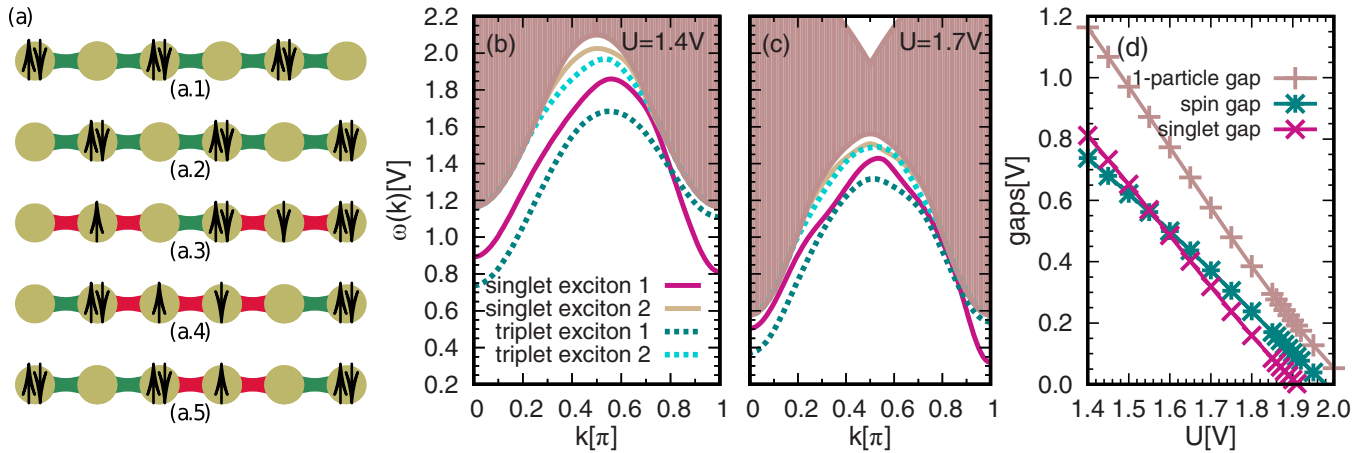 (a)
(a.1)
(a.2)
(a.3)
(a.4)
(a.5)
(b)
U=1.4V
ω(k)[V]
2.2
2.0
1.8
1.6
1.4
1.2
1.0
0.8
0.6
0.4
0.2
singlet exciton 1
singlet exciton 2
triplet exciton 1
triplet exciton 2
0 0.2 0.4 0.6 0.8 1
k[π]
(c)
U=1.7V
0 0.2 0.4 0.6 0.8 1
k[π]
(d)
gaps[V]
1.2
1.0
0.8
0.6
0.4
0.2
0.0
1-particle gap
spin gap
singlet gap
1.4 1.5 1.6 1.7 1.8 1.9 2.0
U[V]